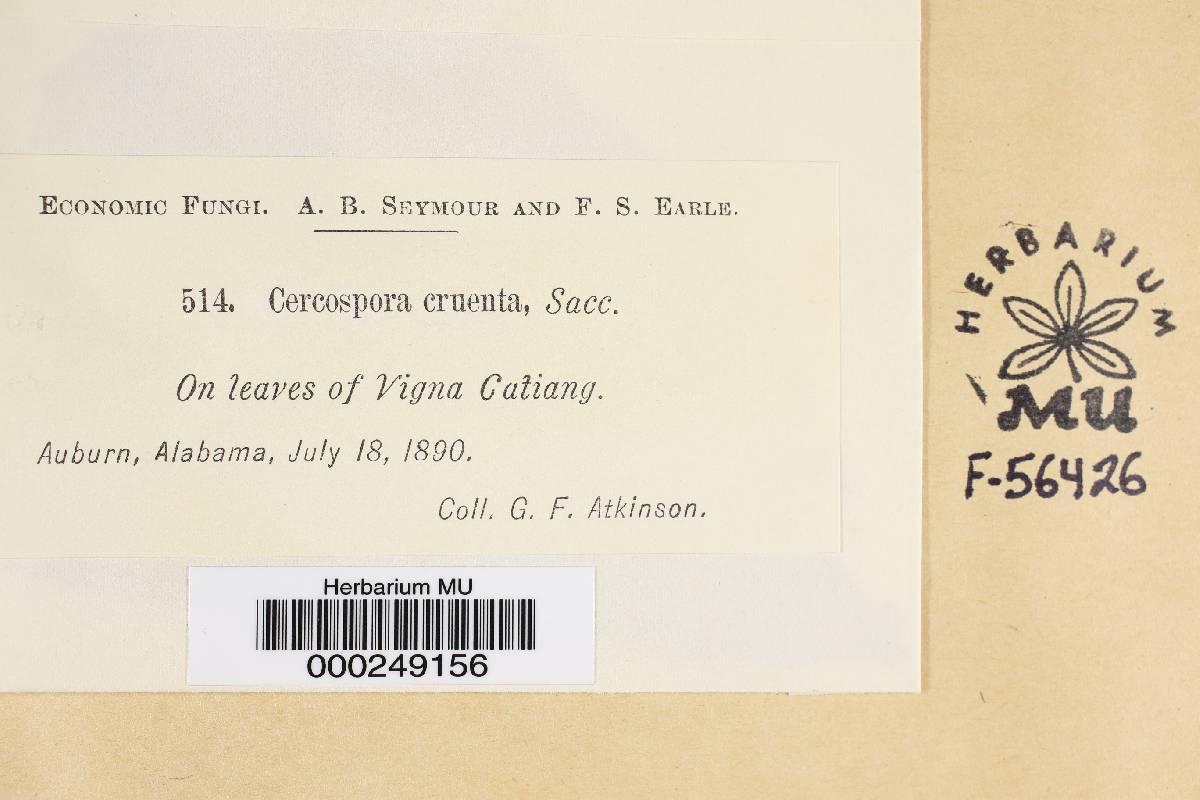 ECONOMIC FUNGI. A. B. SEYMOUR AND F. S. EARLE.
514. Cercospora cruenta, Sacc.
On leaves of Vigna Catiang.
Auburn, Alabama, July 18, 1890.
Coll. G. F. Atkinson.
Herbarium MU
000249156
HERBARIUM
MU
F-56426